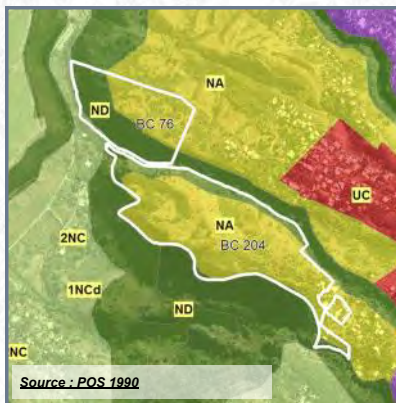 NA
ND
BC 76
UC
NA
2NC
BC 204
1NCd
ND
NC
Source : POS 1990